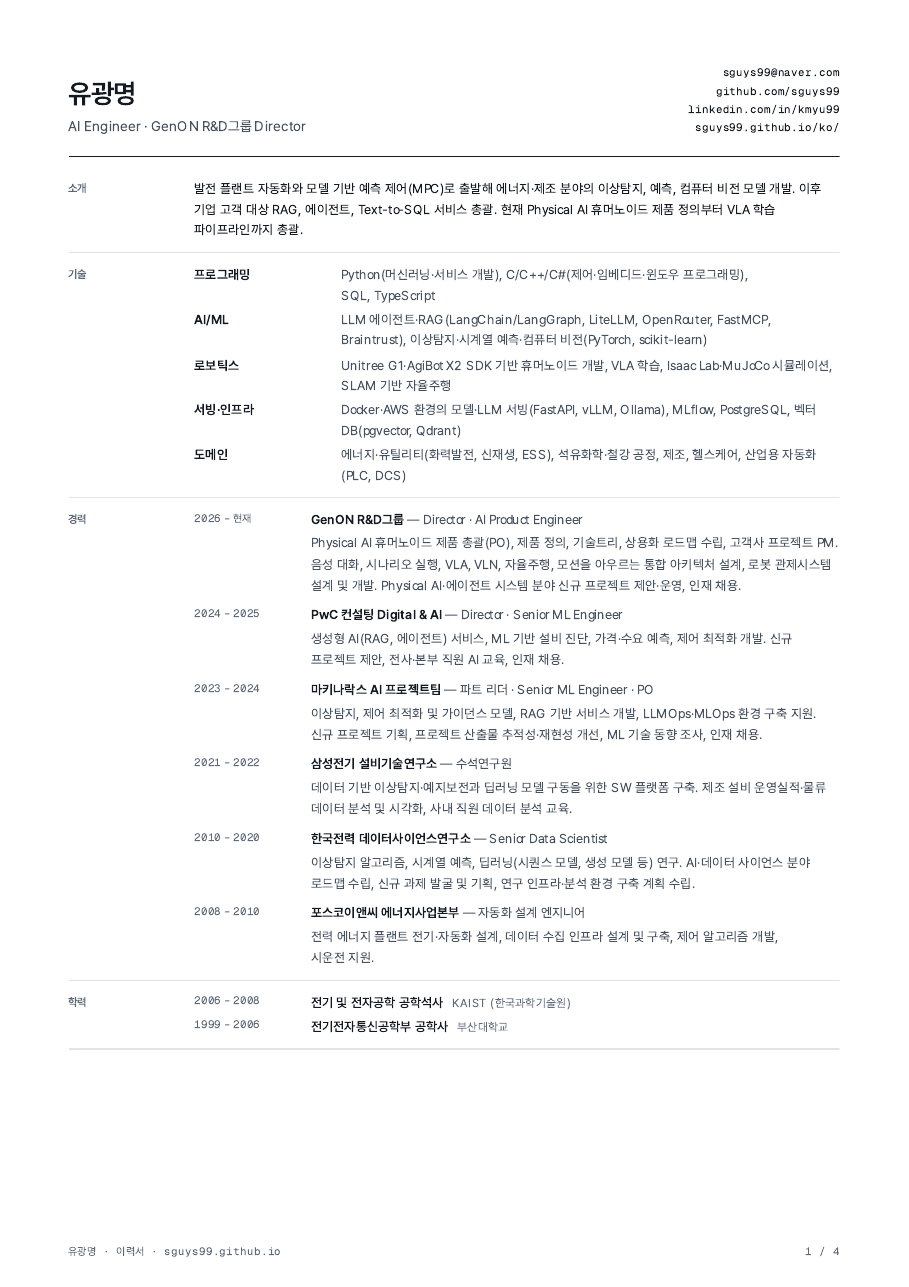 유광명
AI Engineer · GenON R&D그룹 Director
sguys99@naver.com
github.com/sguys99
linkedin.com/in/kmyu99
sguys99.github.io/ko/
소개
발전 플랜트 자동화와 모델 기반 예측 제어(MPC)로 출발해 에너지·제조 분야의 이상탐지, 예측, 컴퓨터 비전 모델 개발. 이후
기업 고객 대상 RAG, 에이전트, Text-to-SQL 서비스 총괄. 현재 Physical AI 휴머노이드 제품 정의부터 VLA 학습
파이프라인까지 총괄.
기술
프로그래밍
Python(머신러닝·서비스 개발), C/C++/C#(제어·임베디드·윈도우 프로그래밍),
SQL, TypeScript
AI/ML
LLM 에이전트·RAG(LangChain/LangGraph, LiteLLM, OpenRouter, FastMCP,
Braintrust), 이상탐지·시계열 예측·컴퓨터 비전(PyTorch, scikit-learn)
로보틱스
Unitree G1·AgiBot X2 SDK 기반 휴머노이드 개발, VLA 학습, Isaac Lab·MuJoCo 시뮬레이션,
SLAM 기반 자율주행
서빙·인프라
Docker·AWS 환경의 모델·LLM 서빙(FastAPI, vLLM, Ollama), MLflow, PostgreSQL, 벡터
DB(pgvector, Qdrant)
도메인
에너지·유틸리티(화력발전, 신재생, ESS), 석유화학·철강 공정, 제조, 헬스케어, 산업용 자동화
(PLC, DCS)
경력
2026 – 현재
GenON R&D그룹 — Director · AI Product Engineer
Physical AI 휴머노이드 제품 총괄(PO), 제품 정의, 기술트리, 상용화 로드맵 수립, 고객사 프로젝트 PM.
음성 대화, 시나리오 실행, VLA, VLN, 자율주행, 모션을 아우르는 통합 아키텍처 설계, 로봇 관제시스템
설계 및 개발. Physical AI·에이전트 시스템 분야 신규 프로젝트 제안·운영, 인재 채용.
2024 – 2025
PwC 컨설팅 Digital & AI — Director · Senior ML Engineer
생성형 AI(RAG, 에이전트) 서비스, ML 기반 설비 진단, 가격·수요 예측, 제어 최적화 개발. 신규
프로젝트 제안, 전사·본부 직원 AI 교육, 인재 채용.
2023 – 2024
마키나락스 AI 프로젝트팀 — 파트 리더 · Senior ML Engineer · PO
이상탐지, 제어 최적화 및 가이던스 모델, RAG 기반 서비스 개발, LLMOps·MLOps 환경 구축 지원.
신규 프로젝트 기획, 프로젝트 산출물 추적성·재현성 개선, ML 기술 동향 조사, 인재 채용.
2021 – 2022
삼성전기 설비기술연구소 — 수석연구원
데이터 기반 이상탐지·예지보전과 딥러닝 모델 구동을 위한 SW 플랫폼 구축. 제조 설비 운영실적·물류
데이터 분석 및 시각화, 사내 직원 데이터 분석 교육.
2010 – 2020
한국전력 데이터사이언스연구소 — Senior Data Scientist
이상탐지 알고리즘, 시계열 예측, 딥러닝(시퀀스 모델, 생성 모델 등) 연구. AI·데이터 사이언스 분야
로드맵 수립, 신규 과제 발굴 및 기획, 연구 인프라·분석 환경 구축 계획 수립.
2008 – 2010
포스코이앤씨 에너지사업본부 — 자동화 설계 엔지니어
전력 에너지 플랜트 전기·자동화 설계, 데이터 수집 인프라 설계 및 구축, 제어 알고리즘 개발,
시운전 지원.
학력
2006 – 2008
전기 및 전자공학 공학석사 KAIST (한국과학기술원)
1999 – 2006
전기전자통신공학부 공학사 부산대학교
유광명 · 이력서 · sguys99.github.io
1 / 4